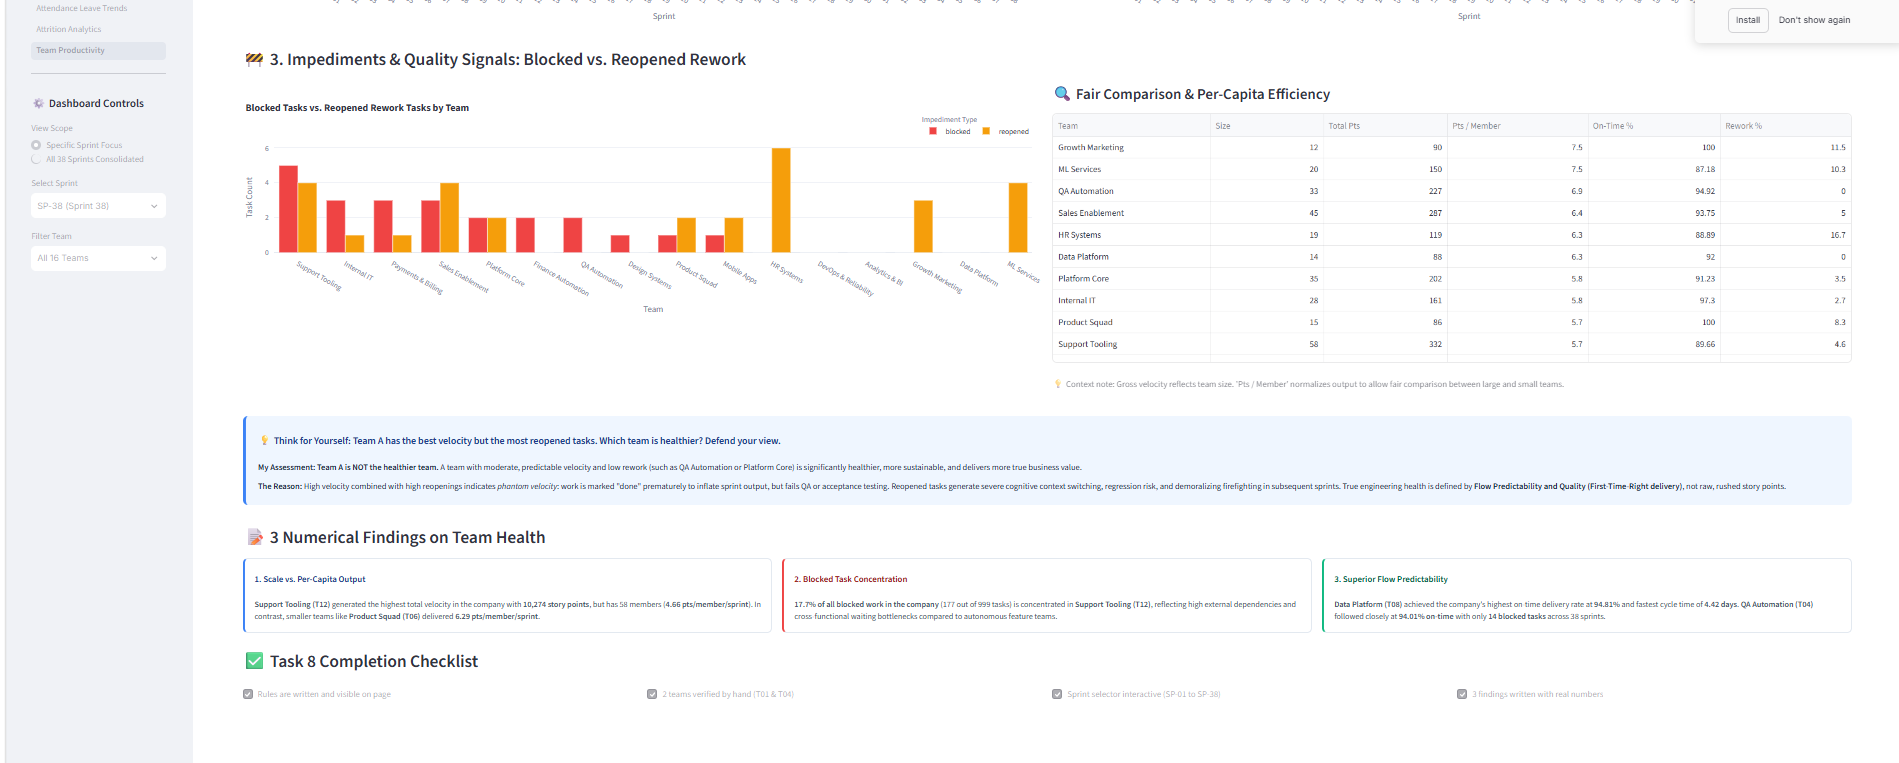 Attendance Leave Trends
Attrition Analytics
Team Productivity
Dashboard Controls
View Scope
Specific Sprint Focus
All 38 Sprints Consolidated
Select Sprint
SP-38 (Sprint 38)
Filter Team
All 16 Teams
Sprint
Sprint
Install
Don't show again
3. Impediments & Quality Signals: Blocked vs. Reopened Rework
Blocked Tasks vs. Reopened Rework Tasks by Team
Impediment Type
blocked
reopened
Task Count
6
4
2
0
Support Tooling
Internal IT
Payments & Billing
Sales Enablement
Platform Core
Finance Automation
QA Automation
Design Systems
Product Squad
Mobile Apps
HR Systems
DevOps & Reliability
Analytics & BI
Growth Marketing
Data Platform
ML Services
Team
Fair Comparison & Per-Capita Efficiency
Team Size Total Pts Pts / Member On-Time % Rework %
Growth Marketing 12 90 7.5 100 11.5
ML Services 20 150 7.5 87.18 10.3
QA Automation 33 227 6.9 94.92 0
Sales Enablement 45 287 6.4 93.75 5
HR Systems 19 119 6.3 88.89 16.7
Data Platform 14 88 6.3 92 0
Platform Core 35 202 5.8 91.23 3.5
Internal IT 28 161 5.8 97.3 2.7
Product Squad 15 86 5.7 100 8.3
Support Tooling 58 332 5.7 89.66 4.6
Context note: Gross velocity reflects team size. 'Pts / Member' normalizes output to allow fair comparison between large and small teams.
Think for Yourself: Team A has the best velocity but the most reopened tasks. Which team is healthier? Defend your view.
My Assessment: Team A is NOT the healthier team. A team with moderate, predictable velocity and low rework (such as QA Automation or Platform Core) is significantly healthier, more sustainable, and delivers more true business value.
The Reason: High velocity combined with high reopenings indicates phantom velocity: work is marked "done" prematurely to inflate sprint output, but fails QA or acceptance testing. Reopened tasks generate severe cognitive context switching, regression risk, and demoralizing firefighting in subsequent sprints. True engineering health is defined by Flow Predictability and Quality (First-Time-Right delivery), not raw, rushed story points.
3 Numerical Findings on Team Health
1. Scale vs. Per-Capita Output
Support Tooling (T12) generated the highest total velocity in the company with 10,274 story points, but has 58 members (4.66 pts/member/sprint). In
contrast, smaller teams like Product Squad (T06) delivered 6.29 pts/member/sprint.
2. Blocked Task Concentration
17.7% of all blocked work in the company (177 out of 999 tasks) is concentrated in Support Tooling (T12), reflecting high external dependencies and
cross-functional waiting bottlenecks compared to autonomous feature teams.
3. Superior Flow Predictability
Data Platform (T08) achieved the company's highest on-time delivery rate at 94.81% and fastest cycle time of 4.42 days. QA Automation (T04)
followed closely at 94.01% on-time with only 14 blocked tasks across 38 sprints.
Task 8 Completion Checklist
Rules are written and visible on page
2 teams verified by hand (T01 & T04)
Sprint selector interactive (SP-01 to SP-38)
3 findings written with real numbers